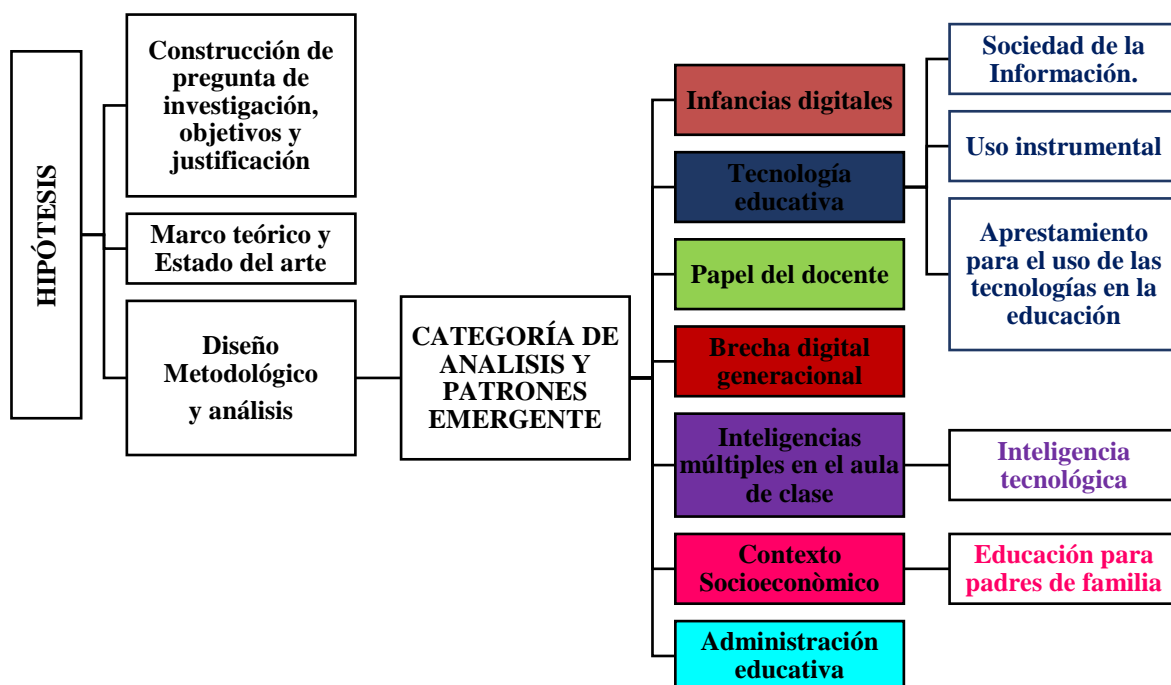 HIPÓTESIS
Construcción de
pregunta de
investigación,
objetivos y
justificación
Marco teórico y
Estado del arte
Diseño
Metodológico
y análisis
CATEGORÍA DE
ANALISIS Y
PATRONES
EMERGENTE
Infancias digitales
Tecnología
educativa
Sociedad de la
Información.
Uso instrumental
Aprestamiento
para el uso de las
tecnologías en la
educación
Papel del docente
Brecha digital
generacional
Inteligencias
múltiples en el aula
de clase
Inteligencia
tecnológica
Contexto
Socioeconòmico
Educación para
padres de familia
Administración
educativa